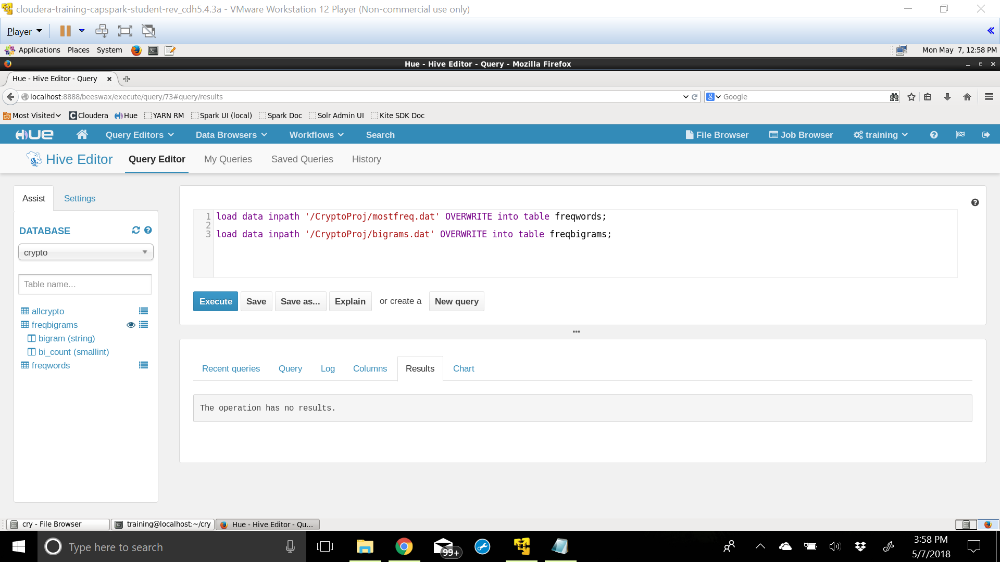 cloudera-training-capspark-student-rev_cdh5.4.3a - VMware Workstation 12 Player (Non-commercial use only)
Player
Applications Places System Mon May 7, 12:58 PM
Hue - Hive Editor - Query - Mozilla Firefox
Hue - Hive Editor - Query
localhost:8888/beeswax/execute/query/73#query/results Google
Most Visited Cloudera Hue YARN RM Spark UI (local) Spark Doc Solr Admin UI Kite SDK Doc
HUE Query Editors Data Browsers Workflows Search File Browser Job Browser training
Hive Editor Query Editor My Queries Saved Queries History
Assist Settings
DATABASE
crypto
Table name...
allcrypto
freqbigrams
bigram (string)
bi_count (smallint)
freqwords
1 load data inpath '/CryptoProj/mostfreq.dat' OVERWRITE into table freqwords;
2
3 load data inpath '/CryptoProj/bigrams.dat' OVERWRITE into table freqbigrams;
Execute Save Save as... Explain or create a New query
Recent queries Query Log Columns Results Chart
The operation has no results.
cry - File Browser training@localhost:~/cry Hue - Hive Editor - Qu...
Type here to search 99+ 3:58 PM
5/7/2018